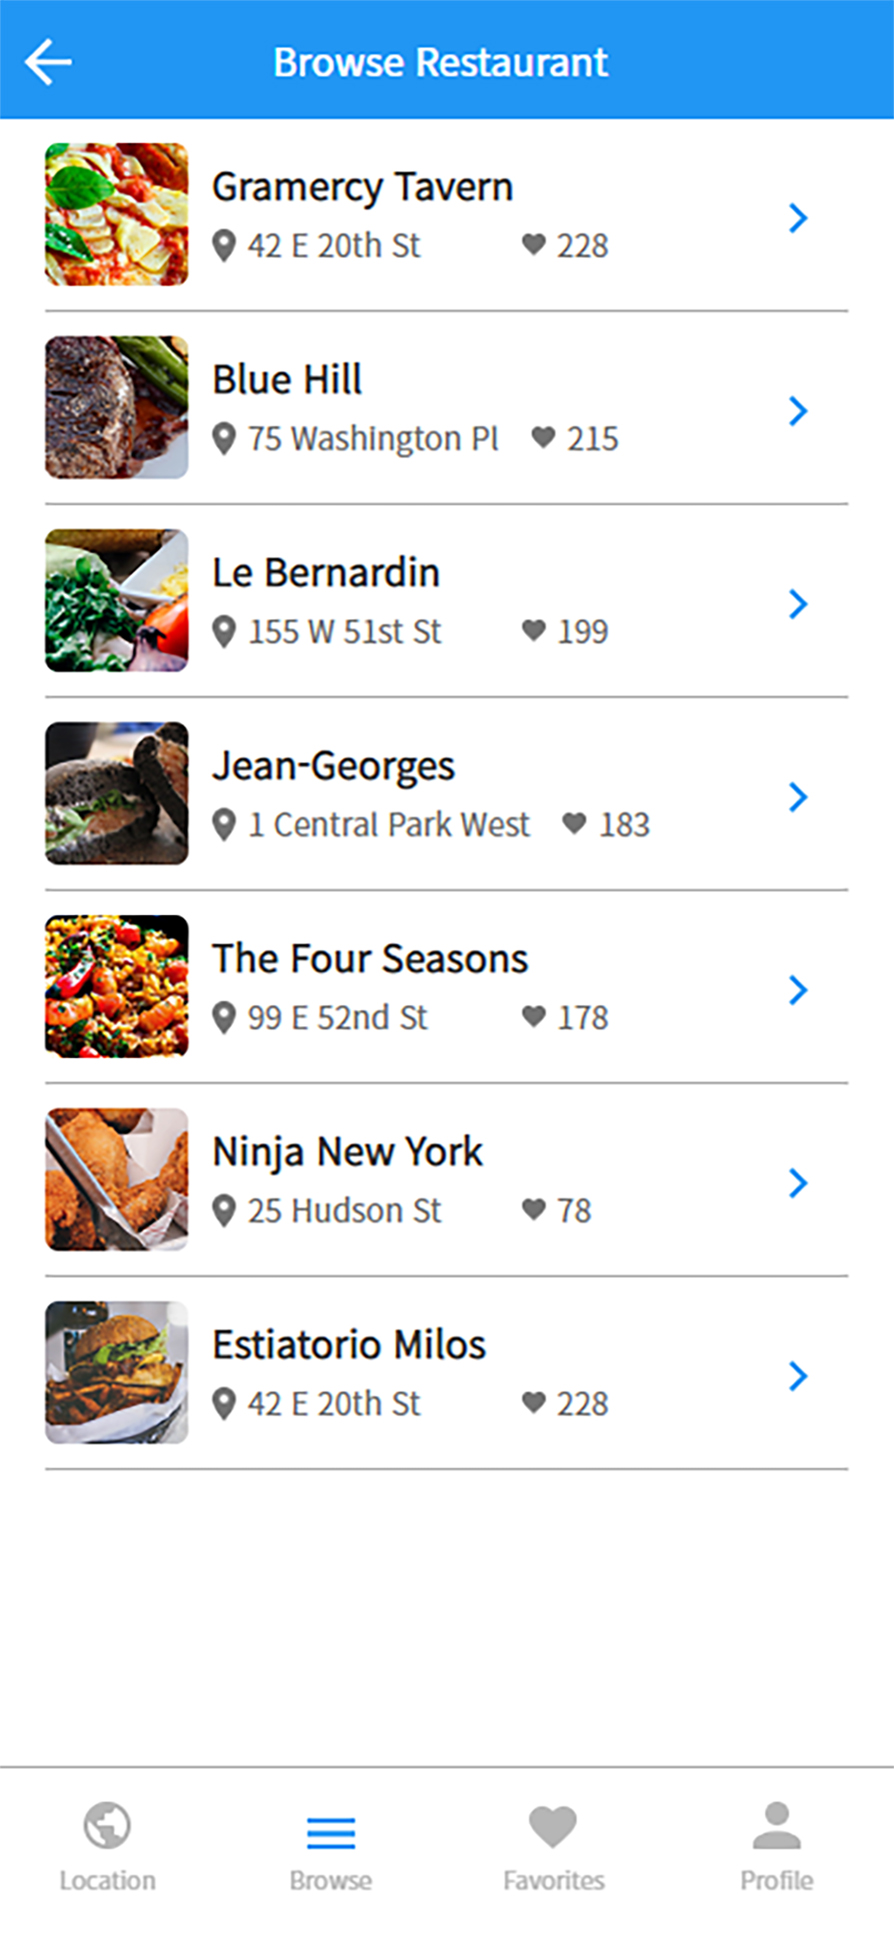 Browse Restaurant
Gramercy Tavern
42 E 20th St 228
Blue Hill
75 Washington Pl 215
Le Bernardin
155 W 51st St 199
Jean-Georges
1 Central Park West 183
The Four Seasons
99 E 52nd St 178
Ninja New York
25 Hudson St 78
Estiatorio Milos
42 E 20th St 228
Location Browse Favorites Profile